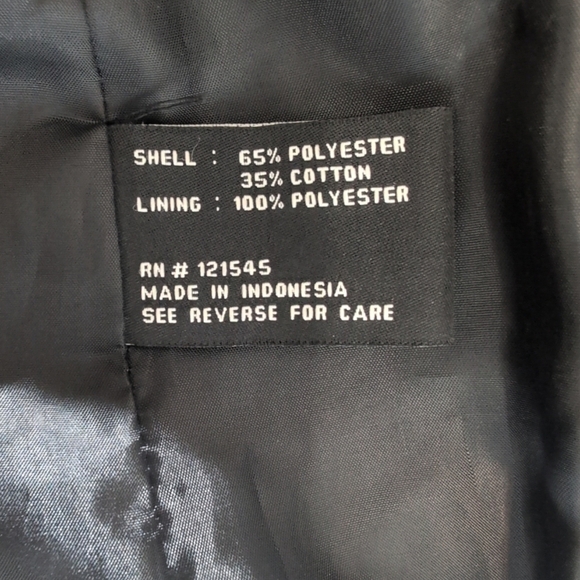 SHELL : 65% POLYESTER
35% COTTON
LINING : 100% POLYESTER
RN # 121545
MADE IN INDONESIA
SEE REVERSE FOR CARE